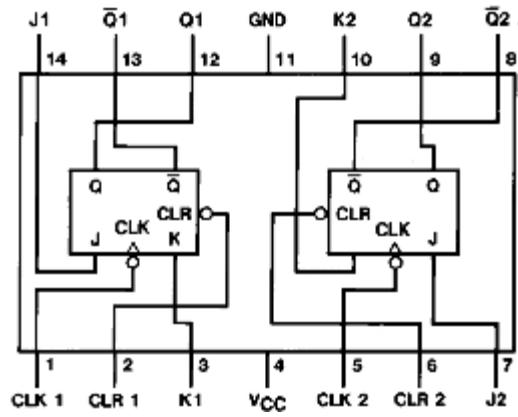 J1 Q̅1 Q1 GND K2 Q2 Q̅2
14 13 12 11 10 9 8
Q Q̅ Q̅ Q
CLR CLR
CLK CLK
J K J
1 2 3 4 5 6 7
CLK 1 CLR 1 K1 VCC CLK 2 CLR 2 J2